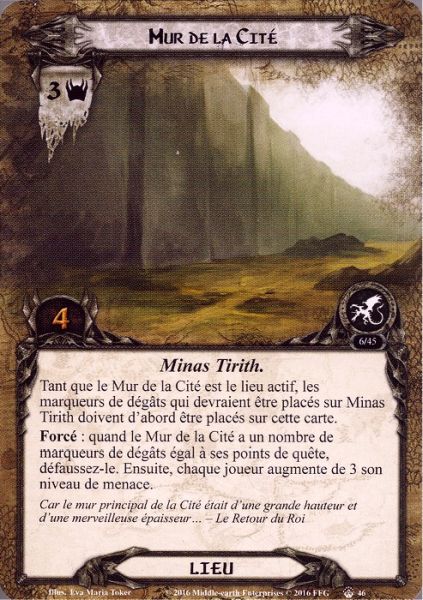 Mur de la Cité
3
4
6/45
Minas Tirith.
Tant que le Mur de la Cité est le lieu actif, les
marqueurs de dégâts qui devraient être placés sur Minas
Tirith doivent d'abord être placés sur cette carte.
Forcé : quand le Mur de la Cité a un nombre de
marqueurs de dégâts égal à ses points de quête,
défaussez-le. Ensuite, chaque joueur augmente de 3 son
niveau de menace.
Car le mur principal de la Cité était d'une grande hauteur et
d'une merveilleuse épaisseur… – Le Retour du Roi
LIEU
Illus. Eva Maria Toker © 2016 Middle-earth Enterprises © 2016 FFG 46